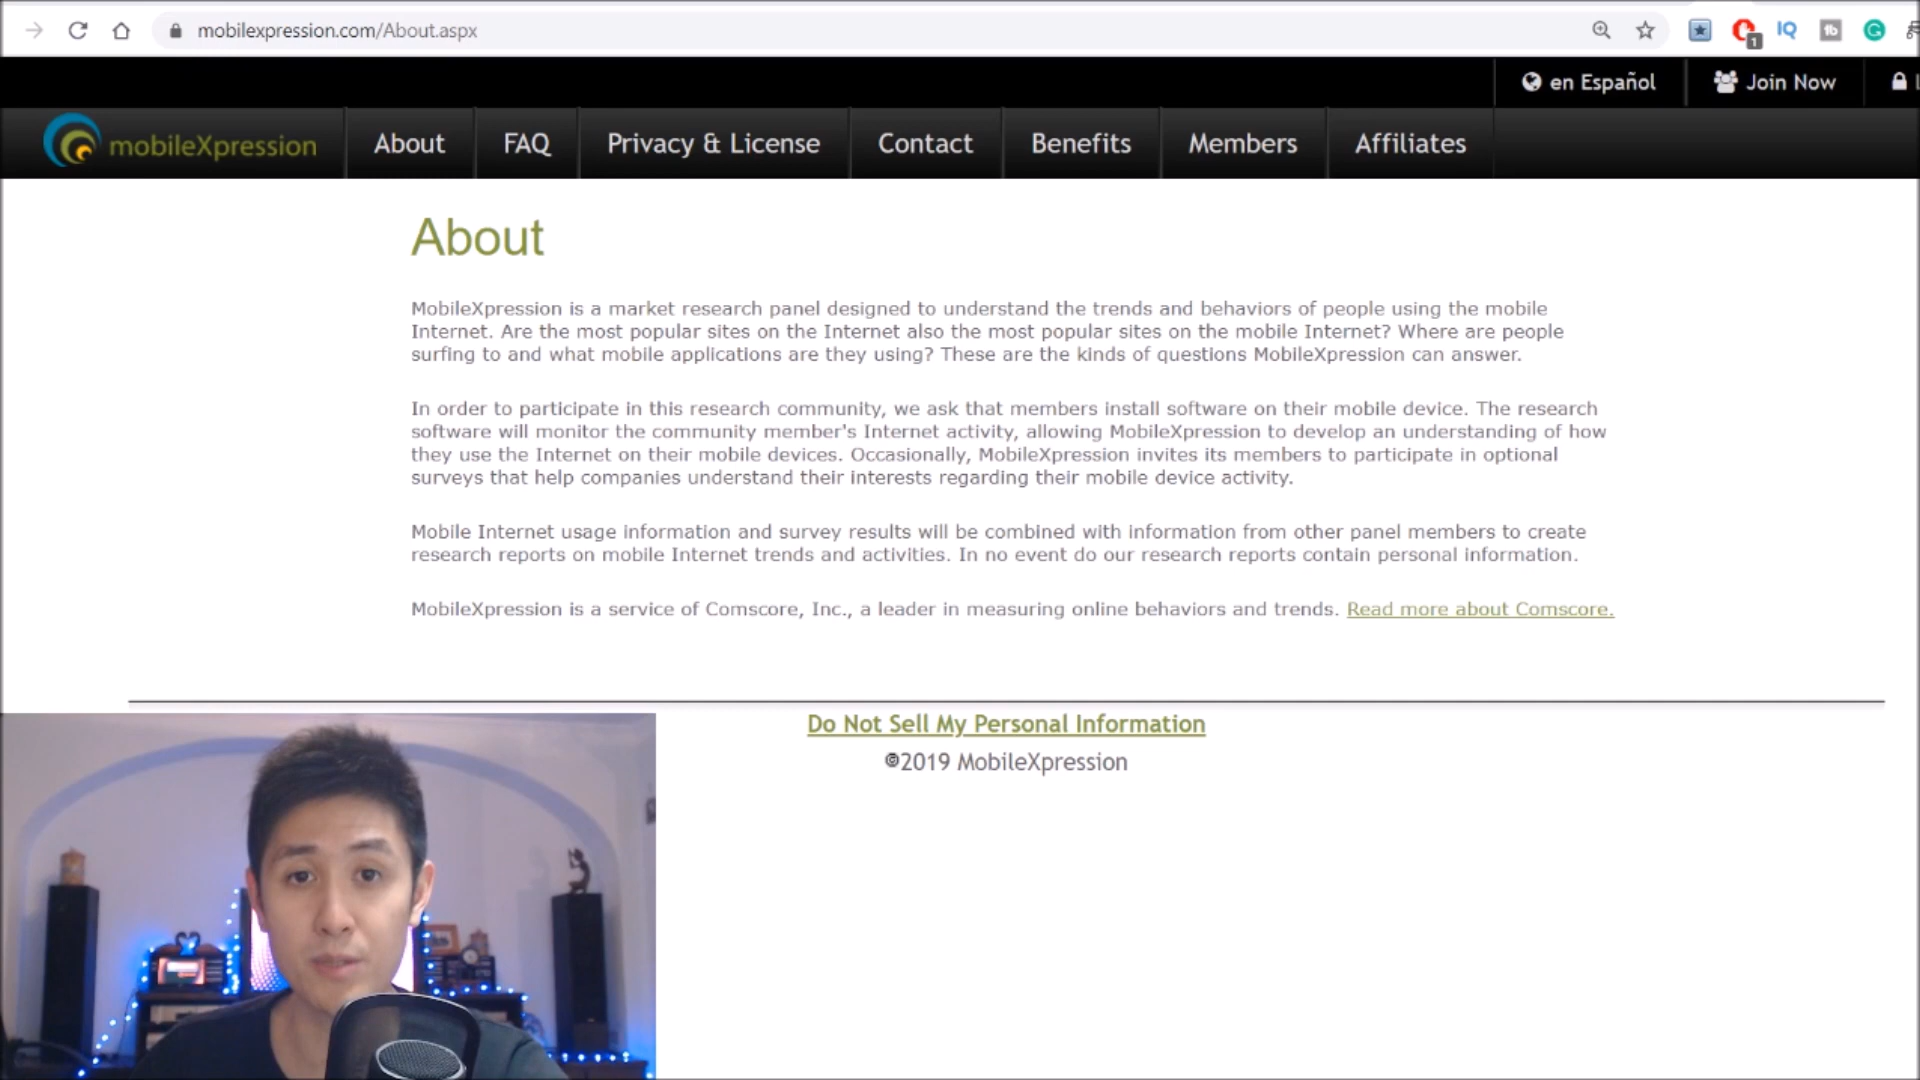 mobilexpression.com/About.aspx
1
IQ
tb
G
en Español
Join Now
mobileXpression
About
FAQ
Privacy & License
Contact
Benefits
Members
Affiliates
About
MobileXpression is a market research panel designed to understand the trends and behaviors of people using the mobile
Internet. Are the most popular sites on the Internet also the most popular sites on the mobile Internet? Where are people
surfing to and what mobile applications are they using? These are the kinds of questions MobileXpression can answer.
In order to participate in this research community, we ask that members install software on their mobile device. The research
software will monitor the community member's Internet activity, allowing MobileXpression to develop an understanding of how
they use the Internet on their mobile devices. Occasionally, MobileXpression invites its members to participate in optional
surveys that help companies understand their interests regarding their mobile device activity.
Mobile Internet usage information and survey results will be combined with information from other panel members to create
research reports on mobile Internet trends and activities. In no event do our research reports contain personal information.
MobileXpression is a service of Comscore, Inc., a leader in measuring online behaviors and trends. Read more about Comscore.
Do Not Sell My Personal Information
©2019 MobileXpression